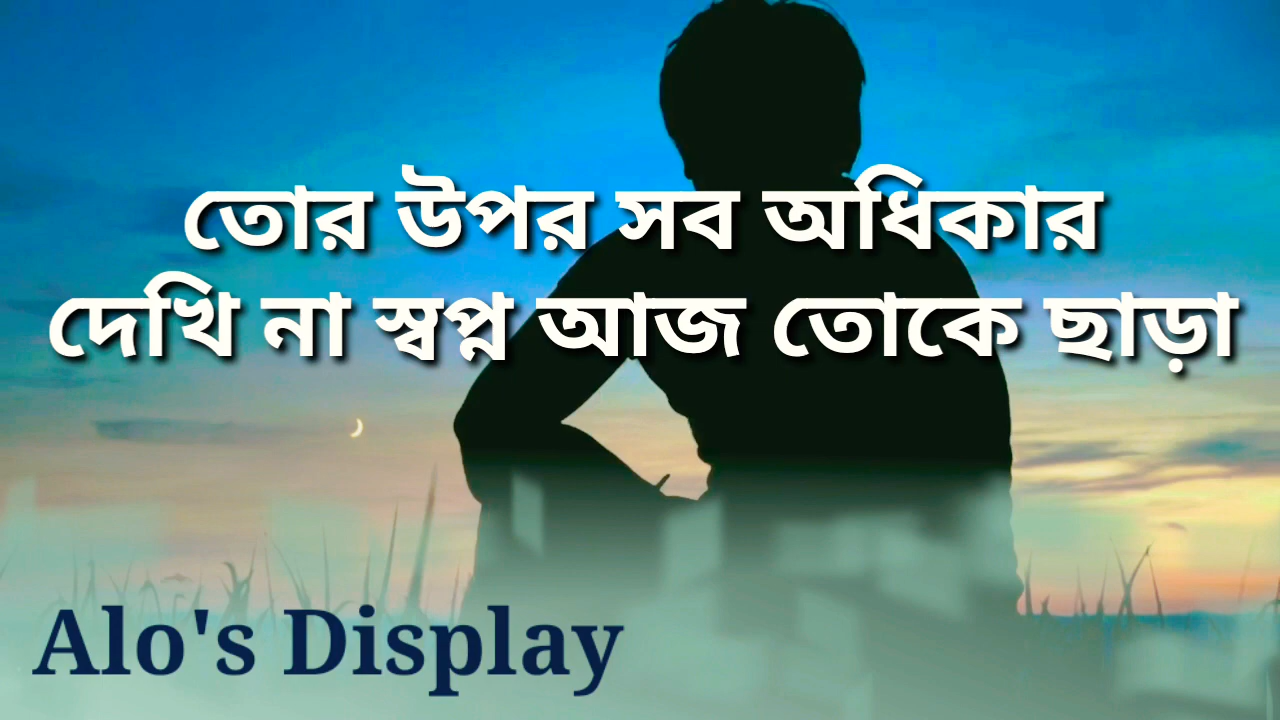 তোর উপর সব অধিকার
দেখি না স্বপ্ন আজ তোকে ছাড়া
Alo's Display